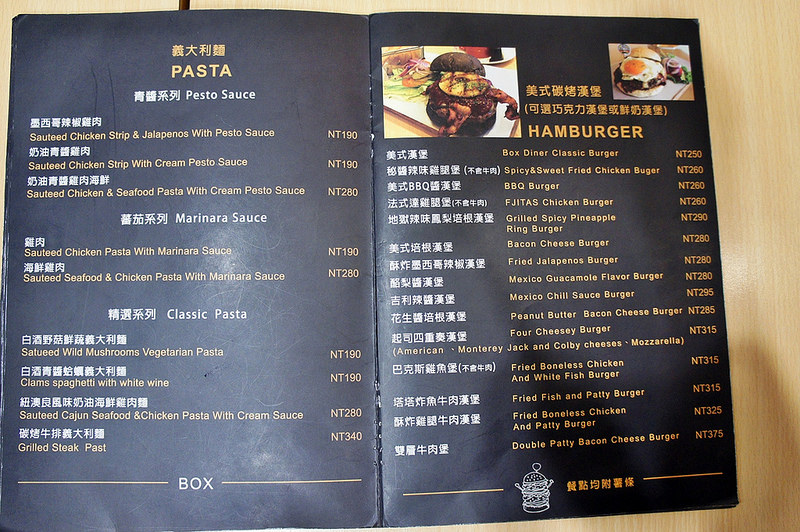 義大利麵
PASTA
青醬系列 Pesto Sauce
墨西哥辣椒雞肉
Sauteed Chicken Strip & Jalapenos With Pesto Sauce NT190
奶油青醬雞肉
Sauteed Chicken Strip With Cream Pesto Sauce NT190
奶油青醬雞肉海鮮
Sauteed Chicken & Seafood Pasta With Cream Pesto Sauce NT280
蕃茄系列 Marinara Sauce
雞肉
Sauteed Chicken Pasta With Marinara Sauce NT190
海鮮雞肉
Sauteed Seafood & Chicken Pasta With Marinara Sauce NT280
精選系列 Classic Pasta
白酒野菇鮮蔬義大利麵
Satueed Wild Mushrooms Vegetarian Pasta NT190
白酒青醬蛤蠣義大利麵
Clams spaghetti with white wine NT190
紐澳良風味奶油海鮮雞肉麵
Sauteed Cajun Seafood &Chicken Pasta With Cream Sauce NT280
碳烤牛排義大利麵
Grilled Steak Past NT340
BOX
美式碳烤漢堡
(可選巧克力漢堡或鮮奶漢堡)
HAMBURGER
美式漢堡 Box Diner Classic Burger NT250
秘醬辣味雞腿堡 (不含牛肉) Spicy&Sweet Fried Chicken Buger NT260
美式BBQ醬漢堡 BBQ Burger NT260
法式達雞腿堡(不含牛肉) FJITAS Chicken Burger NT260
地獄辣味鳳梨培根漢堡 Grilled Spicy Pineapple NT290
Ring Burger
美式培根漢堡 Bacon Cheese Burger NT280
酥炸墨西哥辣椒漢堡 Fried Jalapenos Burger NT280
酪梨醬漢堡 Mexico Guacamole Flavor Burger NT280
吉利辣醬漢堡 Mexico Chill Sauce Burger NT295
花生醬培根漢堡 Peanut Butter Bacon Cheese Burger NT285
起司四重奏漢堡 Four Cheesey Burger NT315
(American 、Monterey Jack and Colby cheeses、Mozzarella)
巴克斯雞魚堡(不含牛肉) Fried Boneless Chicken NT315
And White Fish Burger
塔塔炸魚牛肉漢堡 Fried Fish and Patty Burger NT315
酥炸雞腿牛肉漢堡 Fried Boneless Chicken NT325
And Patty Burger
雙層牛肉堡 Double Patty Bacon Cheese Burger NT375
餐點均附薯條